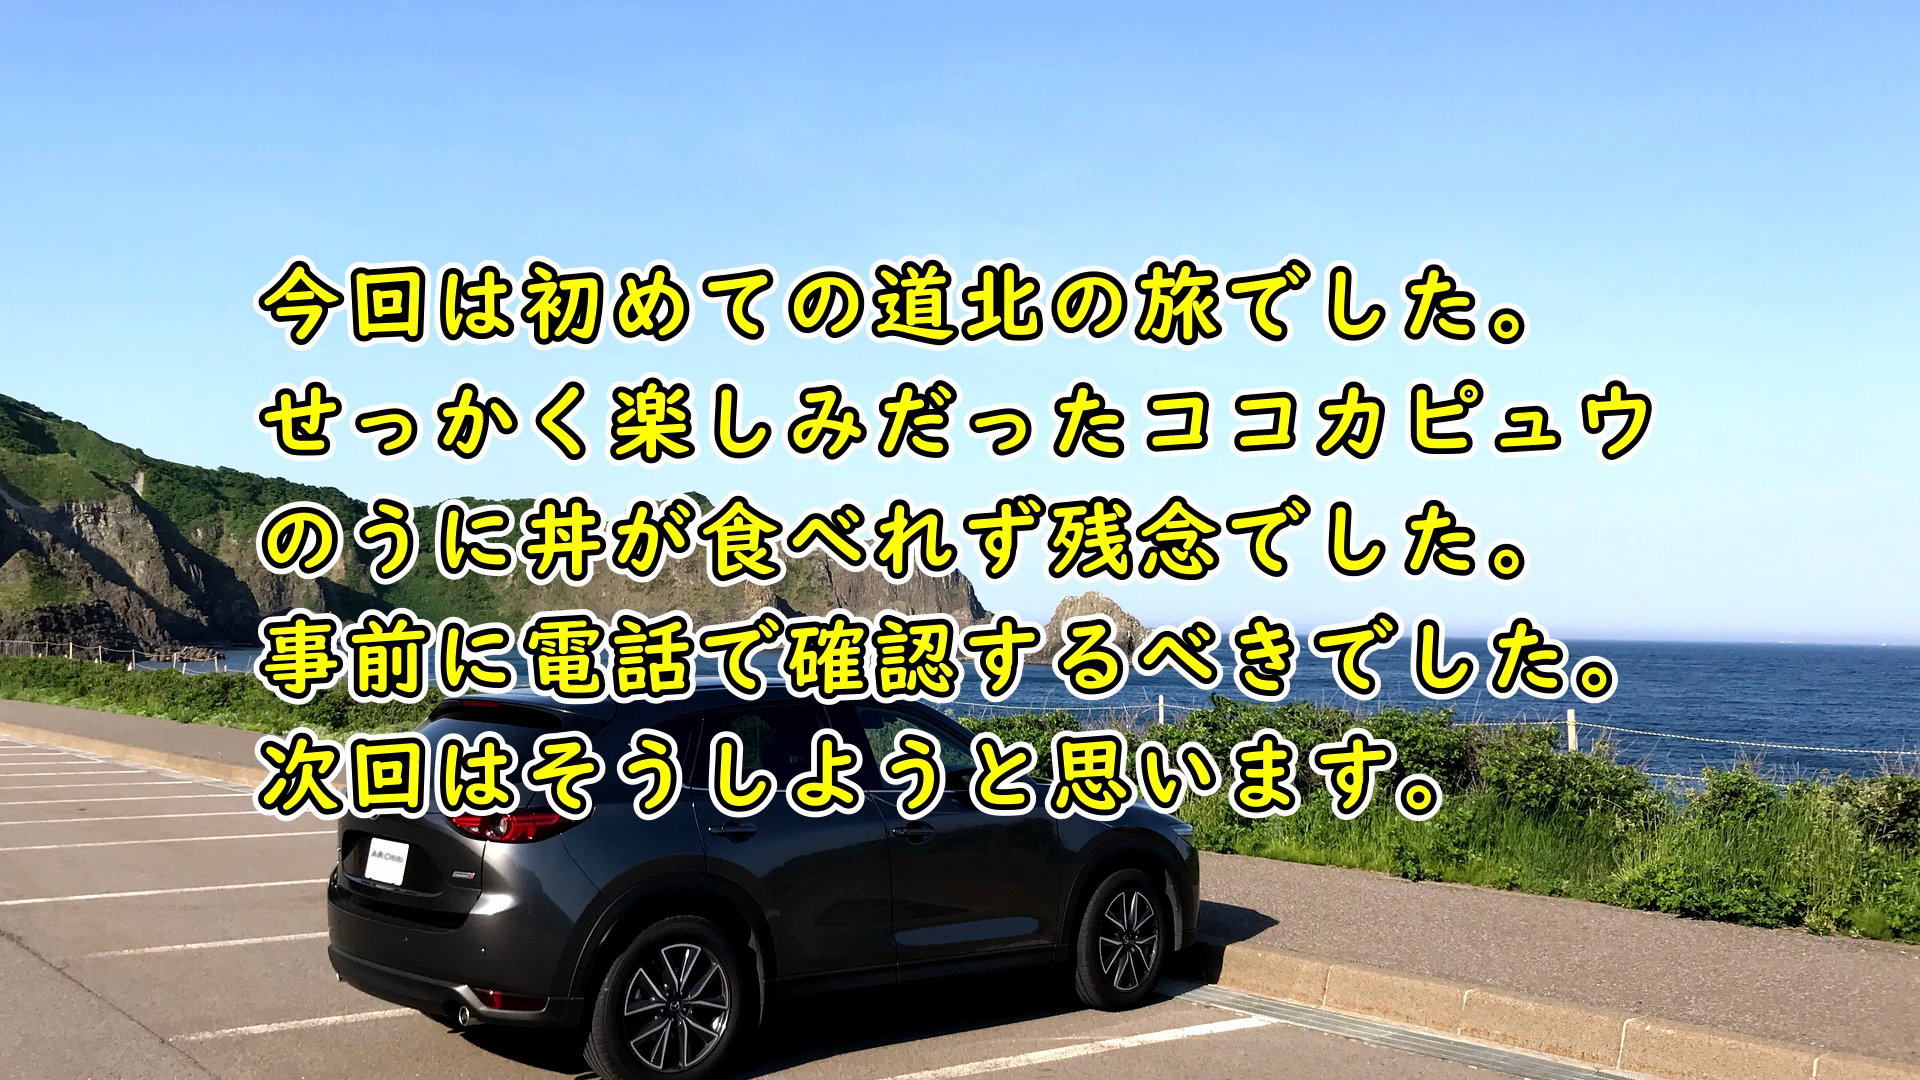 今回は初めての道北の旅でした。
せっかく楽しみだったココカピュウ
のうに丼が食べれず残念でした。
事前に電話で確認するべきでした。
次回はそうしようと思います。